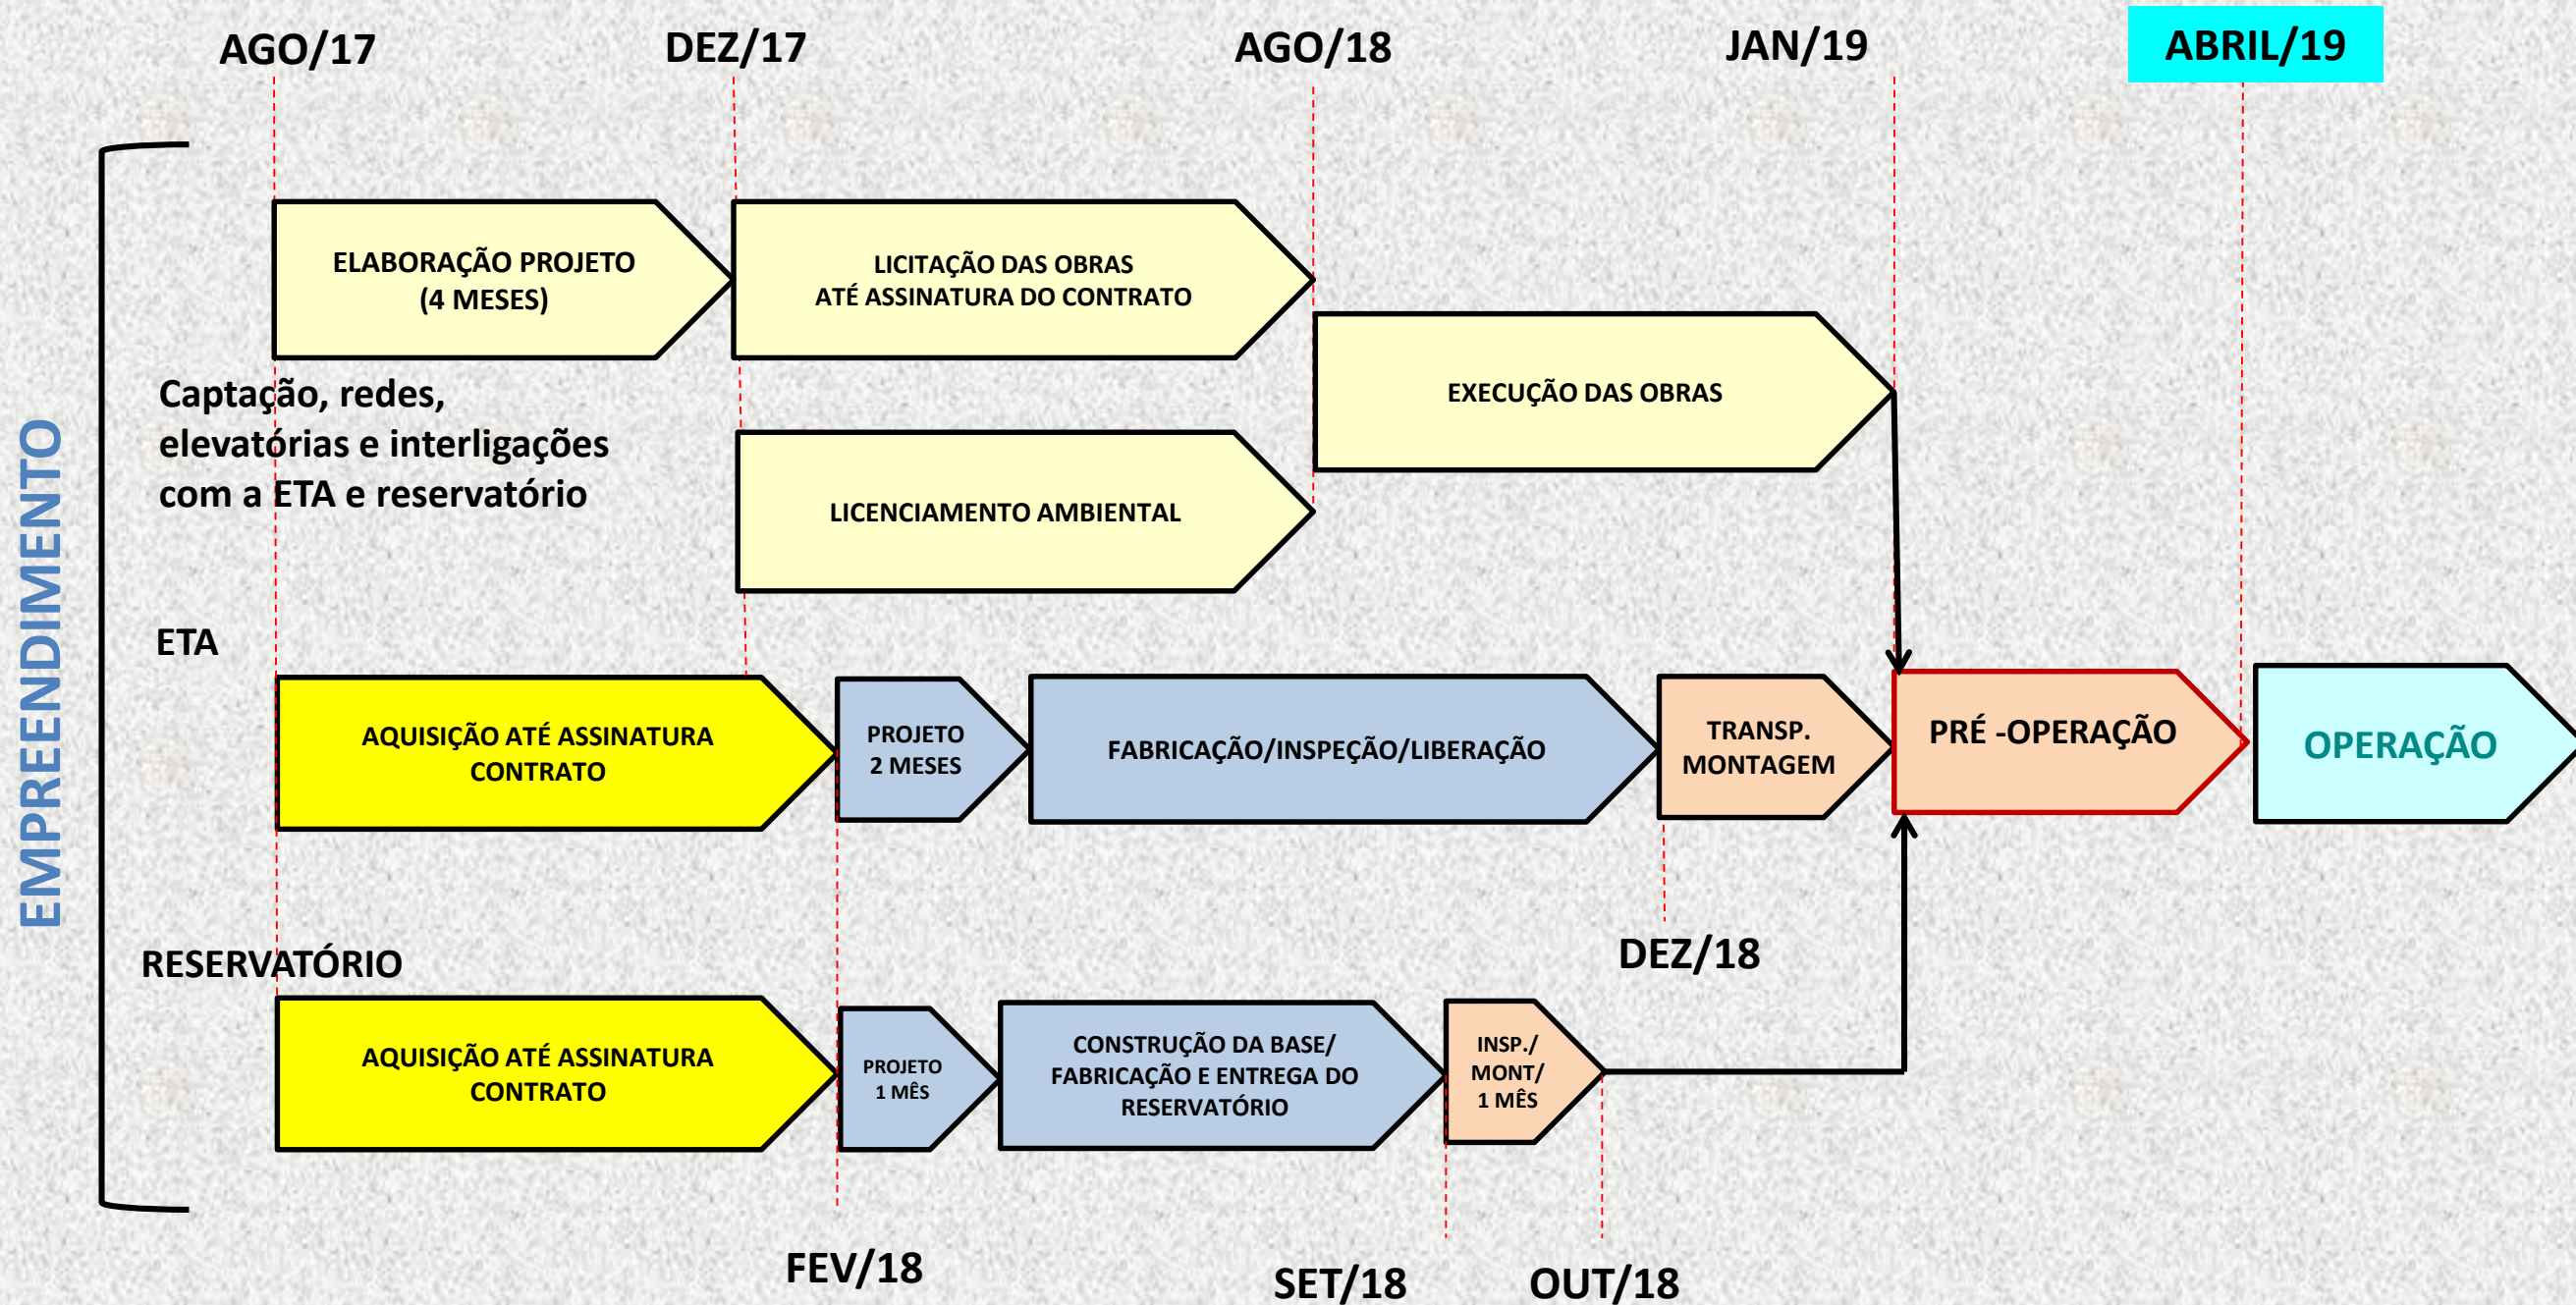 AGO/17
DEZ/17
AGO/18
JAN/19
ABRIL/19
EMPREENDIMENTO
ELABORAÇÃO PROJETO
(4 MESES)
LICITAÇÃO DAS OBRAS
ATÉ ASSINATURA DO CONTRATO
EXECUÇÃO DAS OBRAS
Captação, redes,
elevatórias e interligações
com a ETA e reservatório
LICENCIAMENTO AMBIENTAL
ETA
AQUISIÇÃO ATÉ ASSINATURA
CONTRATO
PROJETO
2 MESES
FABRICAÇÃO/INSPEÇÃO/LIBERAÇÃO
TRANSP.
MONTAGEM
PRÉ -OPERAÇÃO
OPERAÇÃO
DEZ/18
RESERVATÓRIO
AQUISIÇÃO ATÉ ASSINATURA
CONTRATO
PROJETO
1 MÊS
CONSTRUÇÃO DA BASE/
FABRICAÇÃO E ENTREGA DO
RESERVATÓRIO
INSP./
MONT/
1 MÊS
FEV/18
SET/18
OUT/18